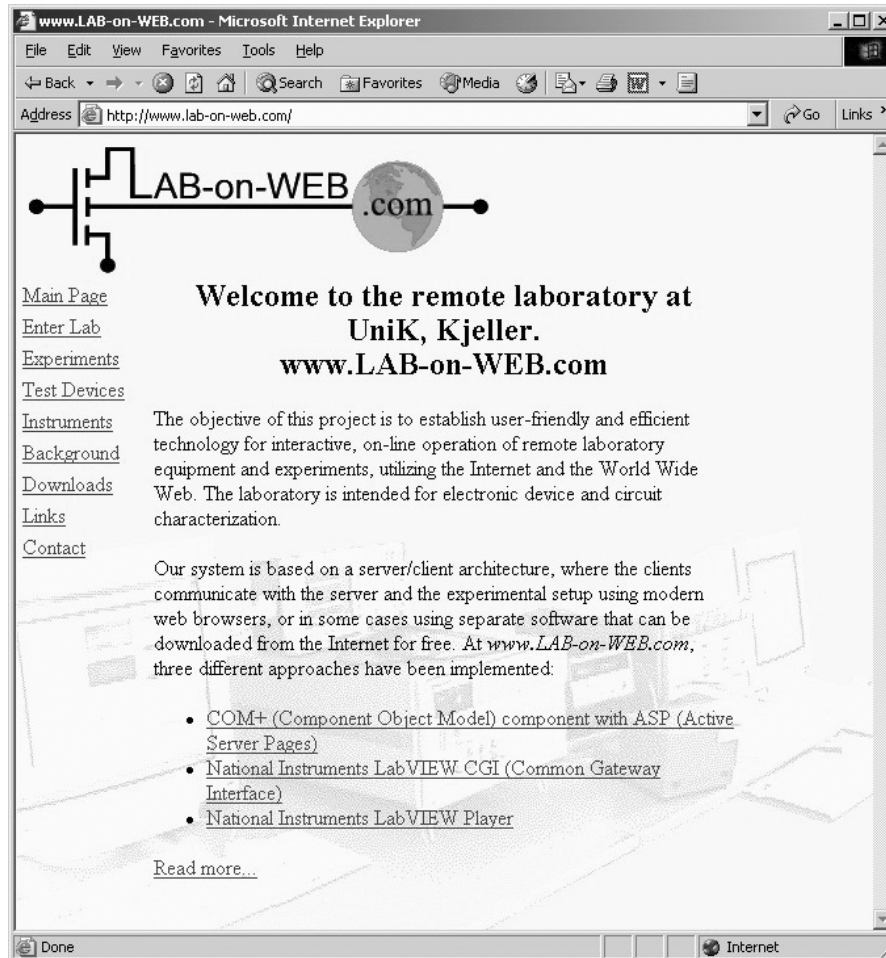 www.LAB-on-WEB.com - Microsoft Internet Explorer
File Edit View Favorites Tools Help
Back Search Favorites Media
Address http://www.lab-on-web.com/ Go Links
LAB-on-WEB .com
Main Page
Enter Lab
Experiments
Test Devices
Instruments
Background
Downloads
Links
Contact
Welcome to the remote laboratory at
UniK, Kjeller.
www.LAB-on-WEB.com
The objective of this project is to establish user-friendly and efficient
technology for interactive, on-line operation of remote laboratory
equipment and experiments, utilizing the Internet and the World Wide
Web. The laboratory is intended for electronic device and circuit
characterization.
Our system is based on a server/client architecture, where the clients
communicate with the server and the experimental setup using modern
web browsers, or in some cases using separate software that can be
downloaded from the Internet for free. At www.LAB-on-WEB.com,
three different approaches have been implemented:
• COM+ (Component Object Model) component with ASP (Active
Server Pages)
• National Instruments LabVIEW CGI (Common Gateway
Interface)
• National Instruments LabVIEW Player
Read more...
Done Internet